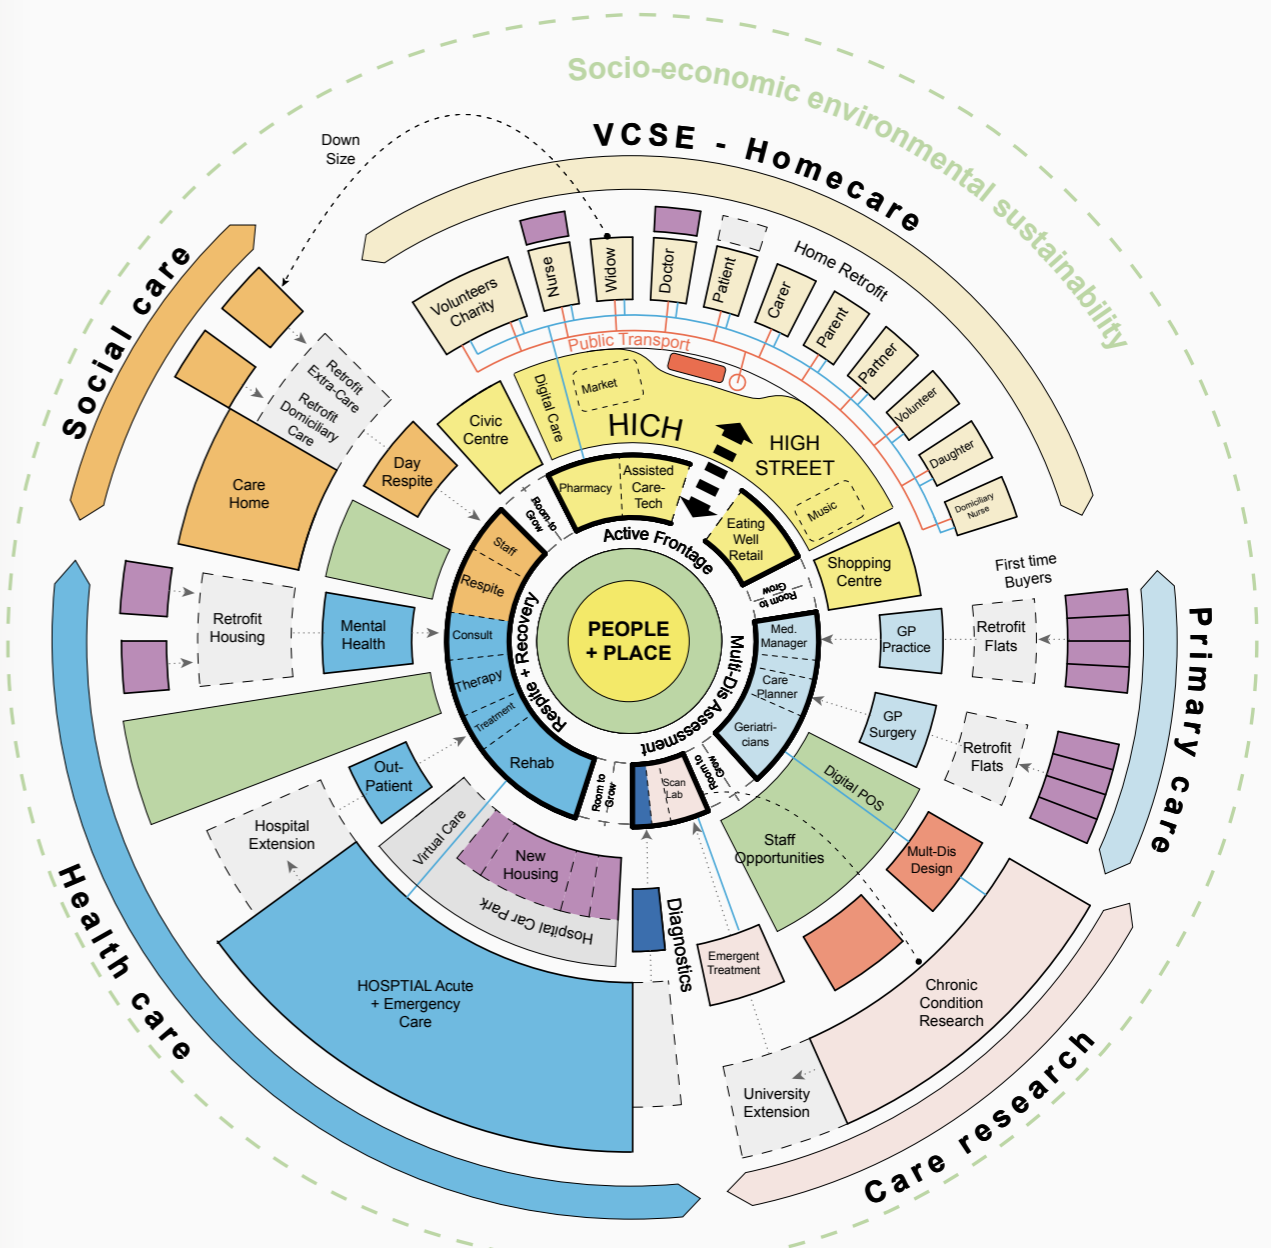 Socio-economic environmental sustainability
VCSE - Homecare
Down
Size
Social care
Volunteers
Charity
Nurse
Widow
Doctor
Patient
Carer
Parent
Partner
Volunteer
Daughter
Domiciliary
Nurse
Home Retrofit
Public Transport
Retrofit
Extra-Care
Retrofit
Domiciliary
Care
Care
Home
Day
Respite
Civic
Centre
Digital Care
Market
HICH
HIGH
STREET
Music
Pharmacy
Assisted
Care-
Tech
Eating
Well
Retail
Shopping
Centre
Room to
Grow
Active Frontage
Room to
Grow
Staff
Respite
Consult
Therapy
Treatment
Rehab
Respite + Recovery
PEOPLE
+ PLACE
Multi-Dis Assessment
Med.
Manager
Care
Planner
Geriatri-
cians
Room to
Grow
Scan
Lab
Room to
Grow
First time
Buyers
GP
Practice
Retrofit
Flats
GP
Surgery
Retrofit
Flats
Primary care
Retrofit
Housing
Mental
Health
Out-
Patient
Hospital
Extension
Virtual Care
New
Housing
Hospital Car Park
Diagnostics
HOSPTIAL Acute
+ Emergency
Care
Health care
Digital POS
Staff
Opportunities
Mult-Dis
Design
Emergent
Treatment
Chronic
Condition
Research
University
Extension
Care research